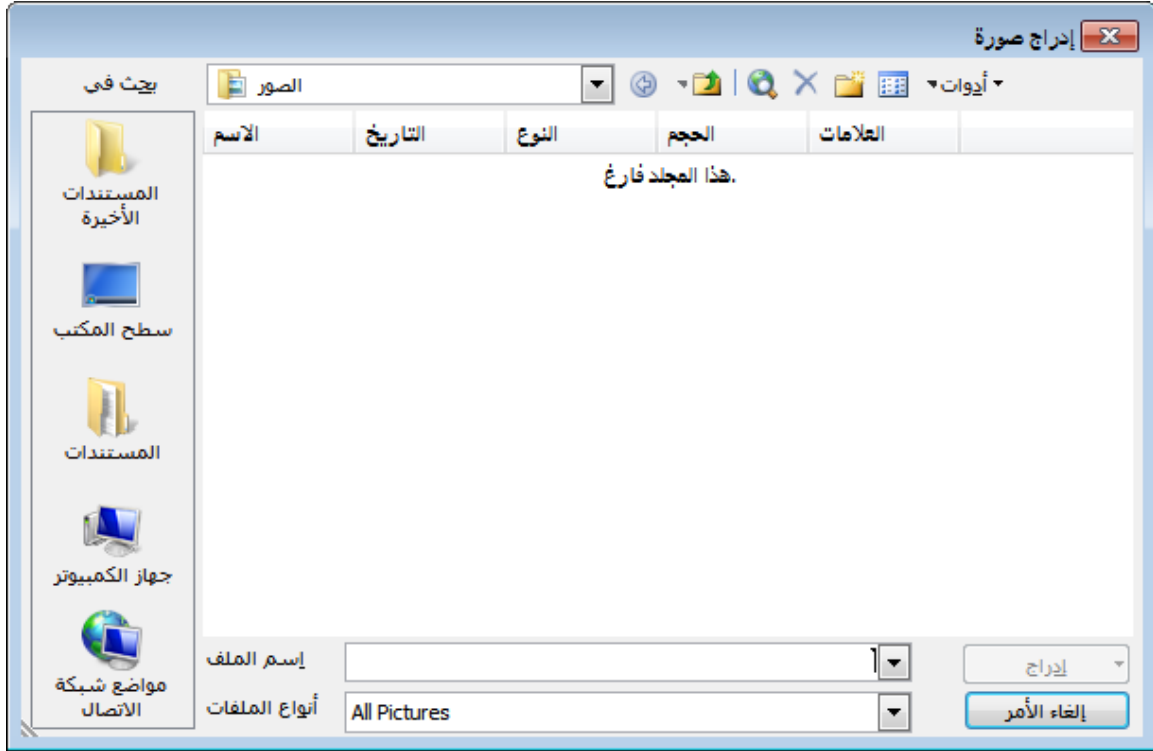 إدراج صورة
يحث في
الصور
أدوات
الاسم
التاريخ
النوع
الحجم
العلامات
هذا المجلد فارغ.
المستندات
الأخيرة
سطح المكتب
المستندات
جهاز الكمبيوتر
مواضع شبكة
الاتصال
إسم الملف
إدراج
أنواع الملفات
All Pictures
إلغاء الأمر